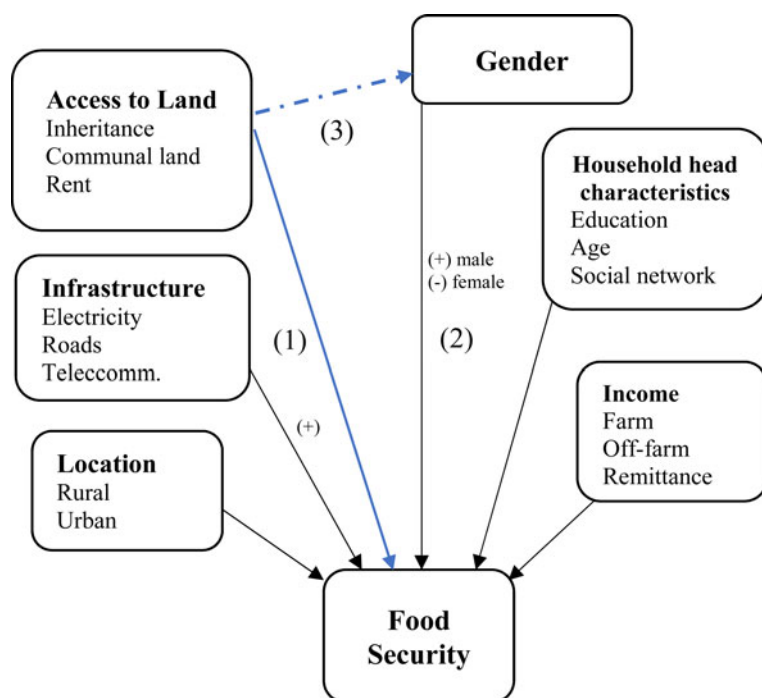 Access to Land
Inheritance
Communal land
Rent
Gender
(3)
Household head
characteristics
Education
Age
Social network
(+) male
(-) female
(2)
Infrastructure
Electricity
Roads
Teleccomm.
(1)
(+)
Income
Farm
Off-farm
Remittance
Location
Rural
Urban
Food
Security